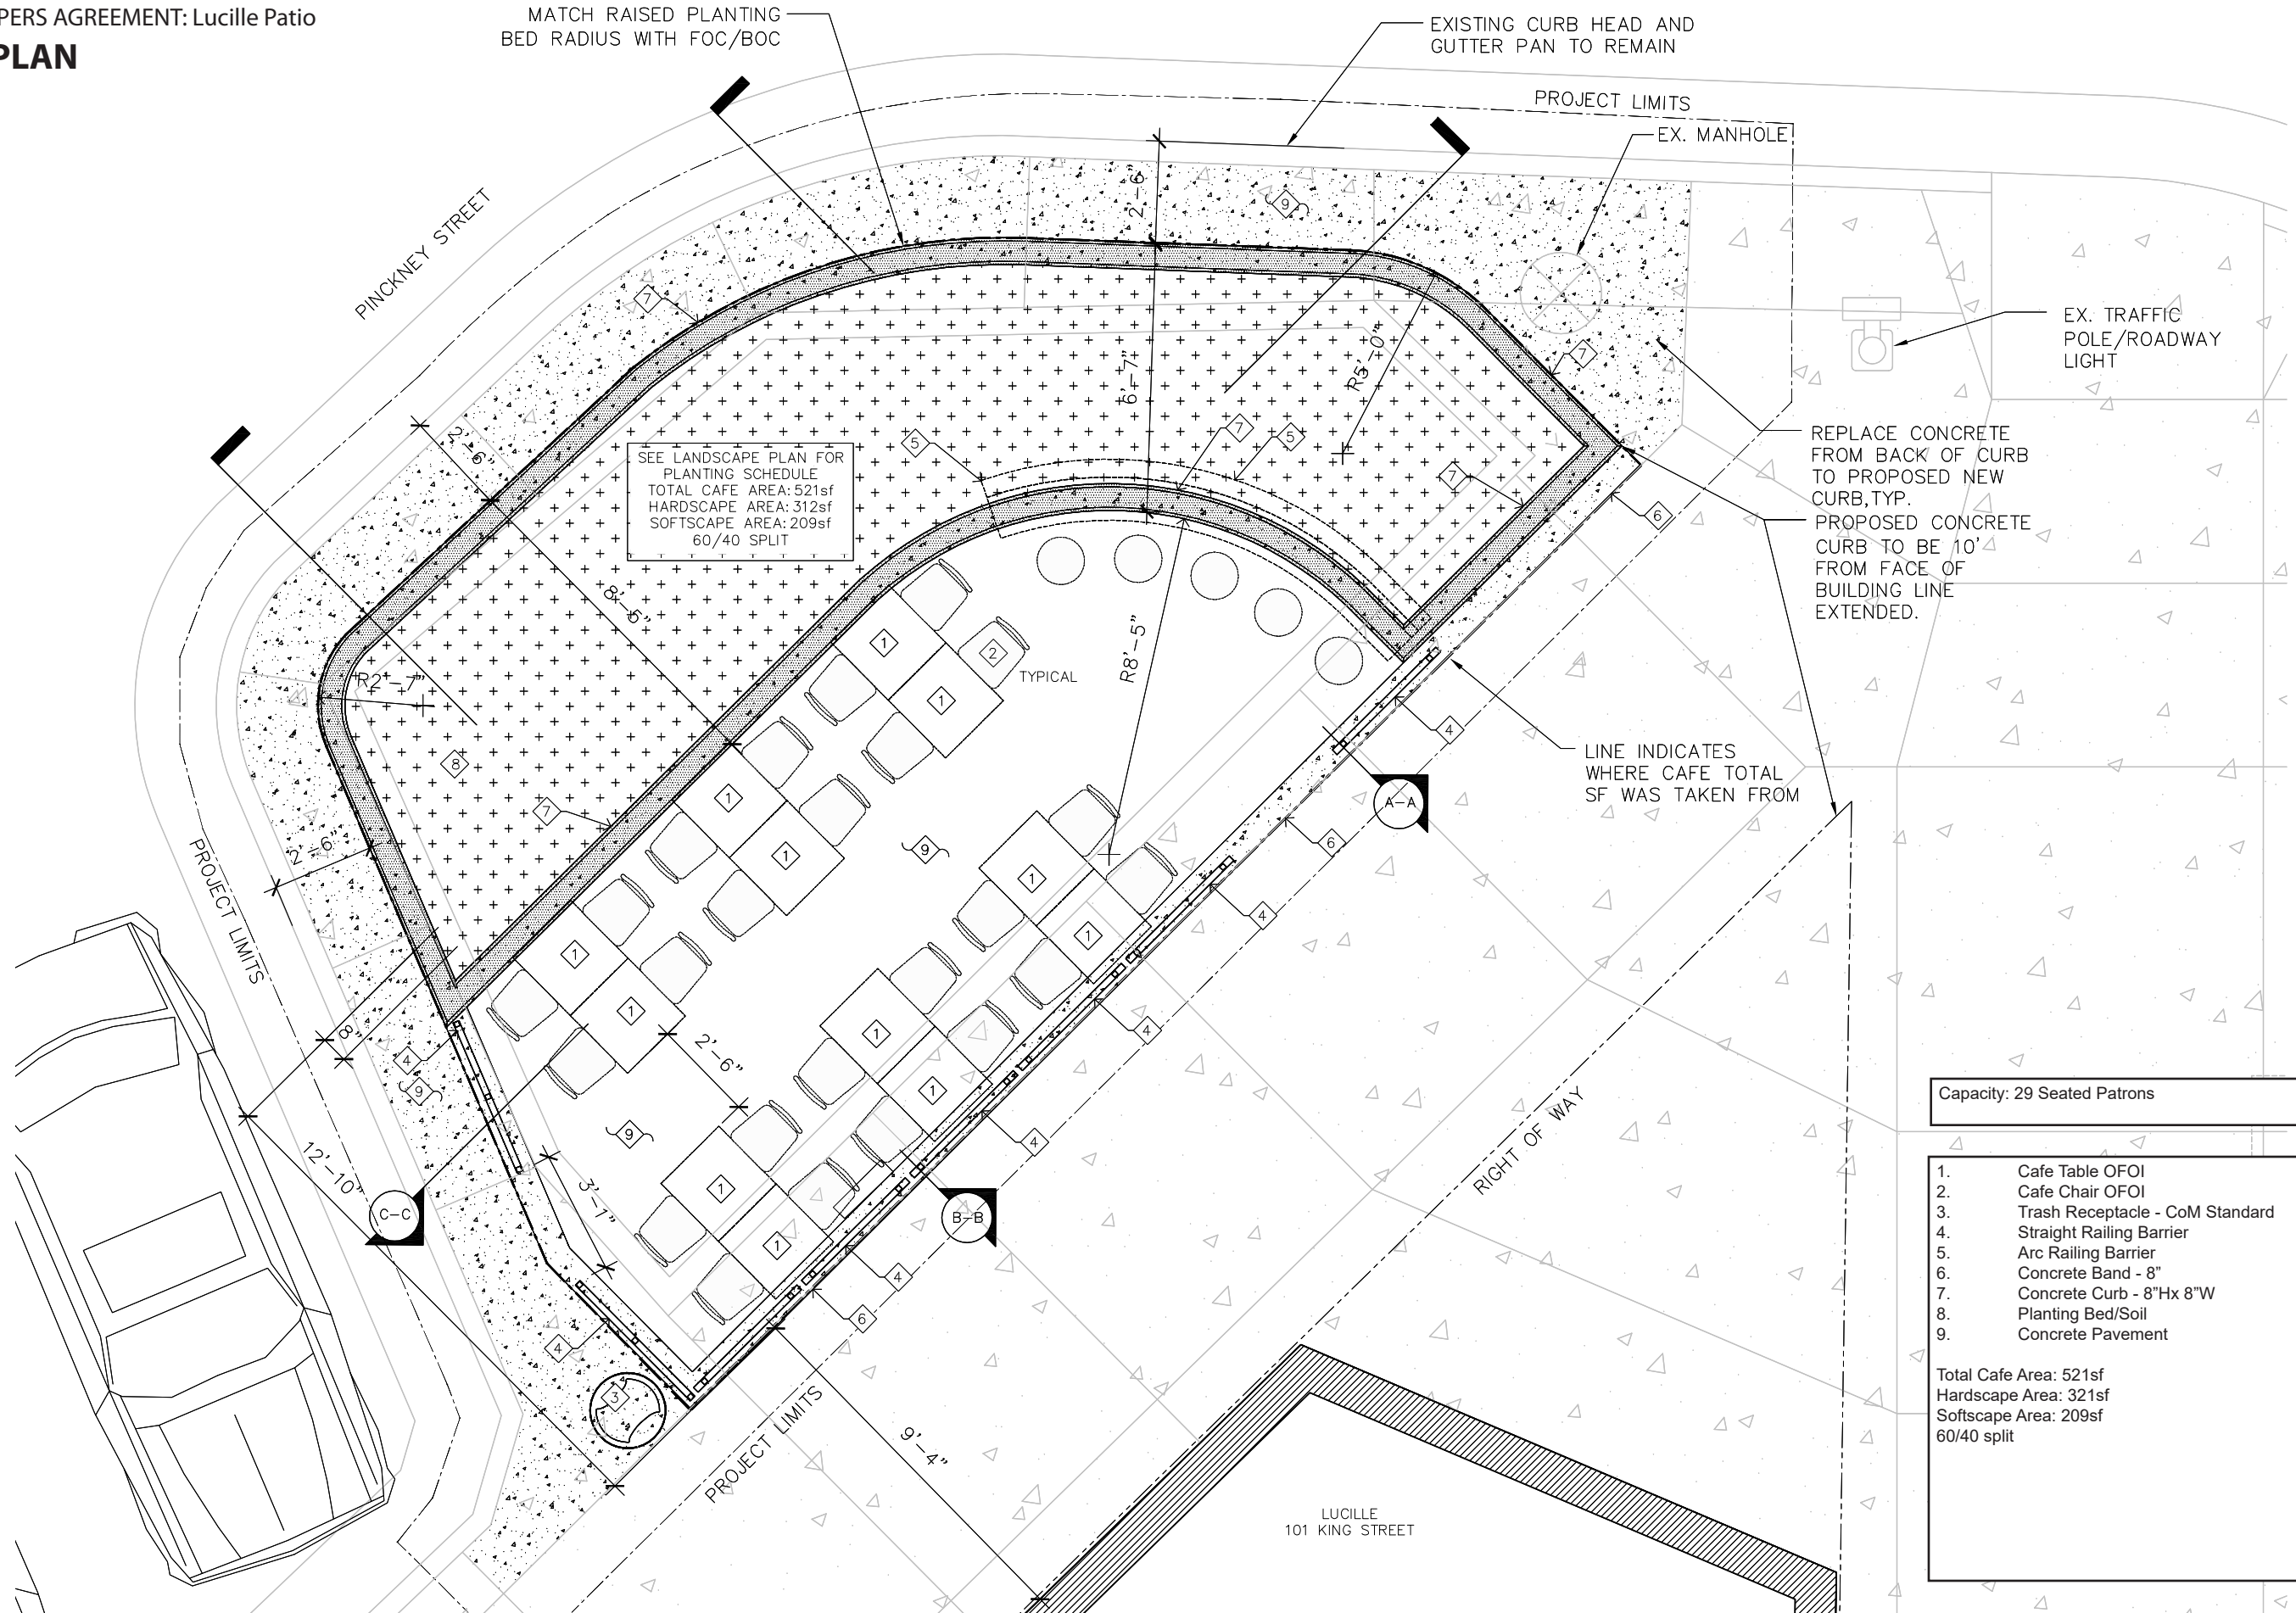 PERS AGREEMENT: Lucille Patio
PLAN
MATCH RAISED PLANTING
BED RADIUS WITH FOC/BOC
EXISTING CURB HEAD AND
GUTTER PAN TO REMAIN
PROJECT LIMITS
EX. MANHOLE
PINCKNEY STREET
2'-6"
9
7
7
EX. TRAFFIC
POLE/ROADWAY
LIGHT
6'-7"
R5'-0"
2'-6"
5
7
5
7
6
SEE LANDSCAPE PLAN FOR
PLANTING SCHEDULE
TOTAL CAFE AREA: 521sf
HARDSCAPE AREA: 312sf
SOFTSCAPE AREA: 209sf
60/40 SPLIT
REPLACE CONCRETE
FROM BACK OF CURB
TO PROPOSED NEW
CURB,TYP.
PROPOSED CONCRETE
CURB TO BE 10'
FROM FACE OF
BUILDING LINE
EXTENDED.
8'-5"
1
2
TYPICAL
1
R8'-5"
R2'-7"
4
8
LINE INDICATES
WHERE CAFE TOTAL
SF WAS TAKEN FROM
7
1
1
A-A
6
9
2'-6"
PROJECT LIMITS
1
1
4
1
1
8"
4
9
2'-6"
1
1
4
4
9
RIGHT OF WAY
Capacity: 29 Seated Patrons
12'-10"
C-C
3'-1"
1
1
B-B
4
6
4
3
PROJECT LIMITS
9'-4"
LUCILLE
101 KING STREET
1. Cafe Table OFOI
2. Cafe Chair OFOI
3. Trash Receptacle - CoM Standard
4. Straight Railing Barrier
5. Arc Railing Barrier
6. Concrete Band - 8”
7. Concrete Curb - 8”Hx 8”W
8. Planting Bed/Soil
9. Concrete Pavement
Total Cafe Area: 521sf
Hardscape Area: 321sf
Softscape Area: 209sf
60/40 split